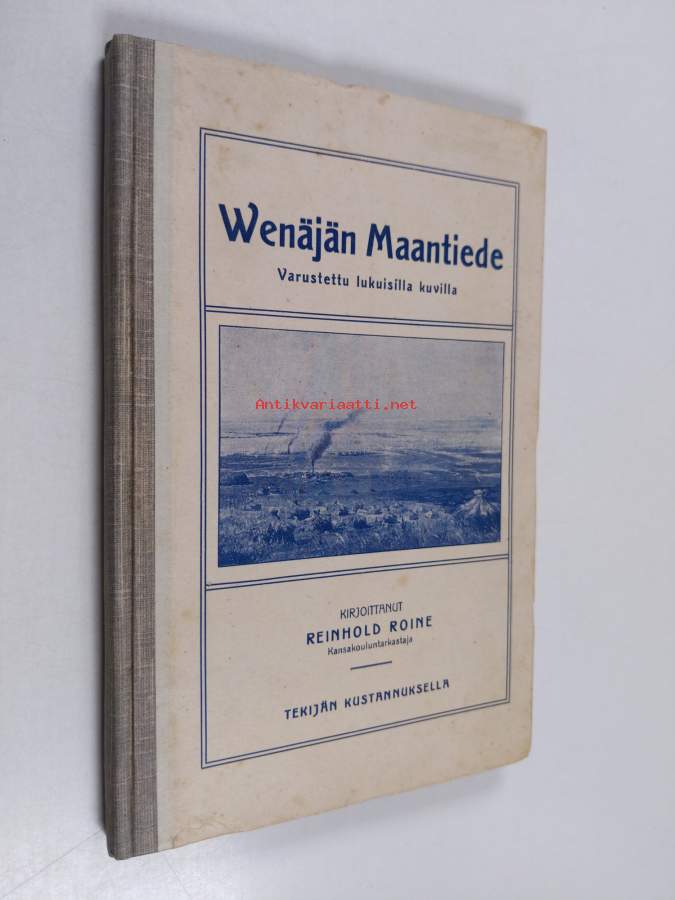 Wenäjän Maantiede
Varustettu lukuisilla kuvilla
Antikvariaatti.net
KIRJOITTANUT
REINHOLD ROINE
Kansakouluntarkastaja
TEKIJÄN KUSTANNUKSELLA